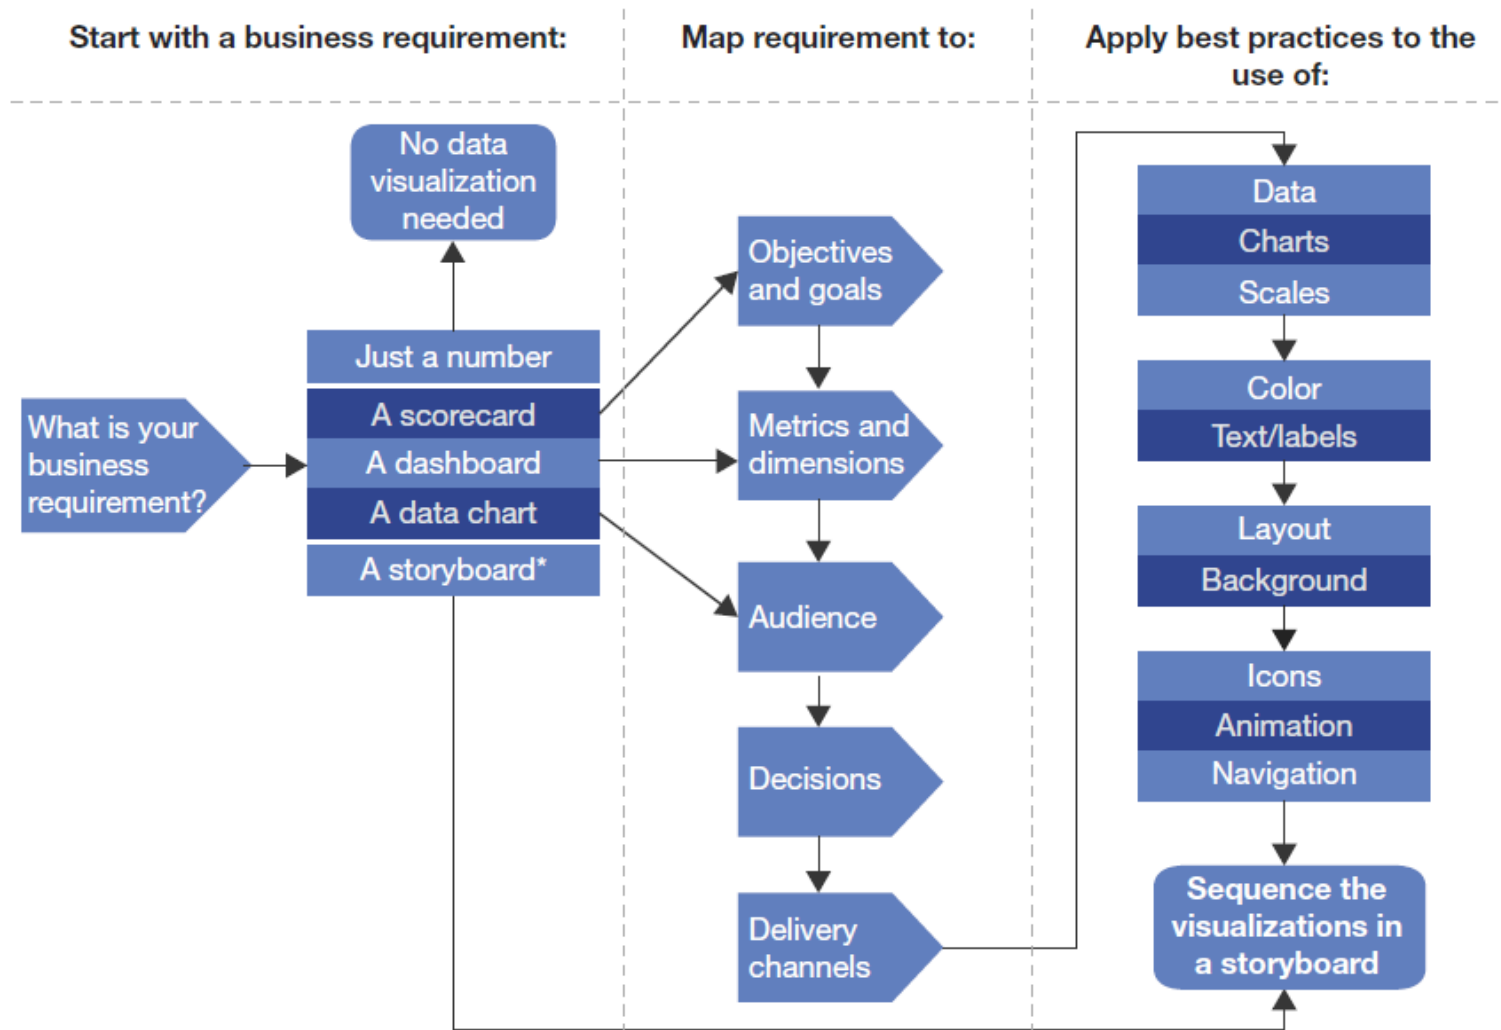 Start with a business requirement:
Map requirement to:
Apply best practices to the
use of:
No data
visualization
needed
Just a number
A scorecard
A dashboard
A data chart
A storyboard*
What is your
business
requirement?
Objectives
and goals
Metrics and
dimensions
Audience
Decisions
Delivery
channels
Data
Charts
Scales
Color
Text/labels
Layout
Background
Icons
Animation
Navigation
Sequence the
visualizations in
a storyboard